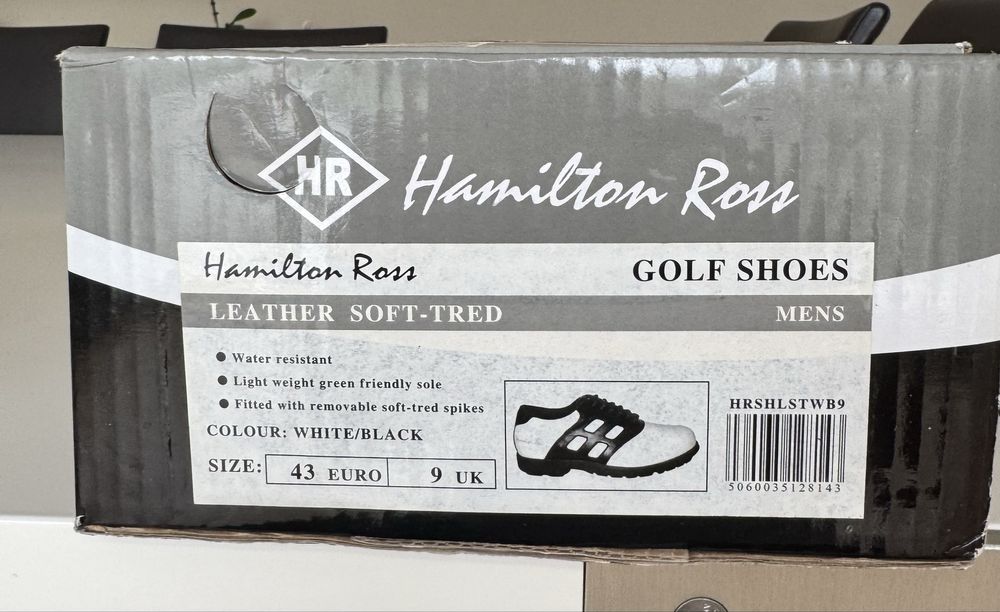 HR Hamilton Ross
Hamilton Ross GOLF SHOES
LEATHER SOFT-TRED MENS
● Water resistant
● Light weight green friendly sole
● Fitted with removable soft-tred spikes
COLOUR: WHITE/BLACK
SIZE: 43 EURO 9 UK
HRSHLSTWB9
5060035128143